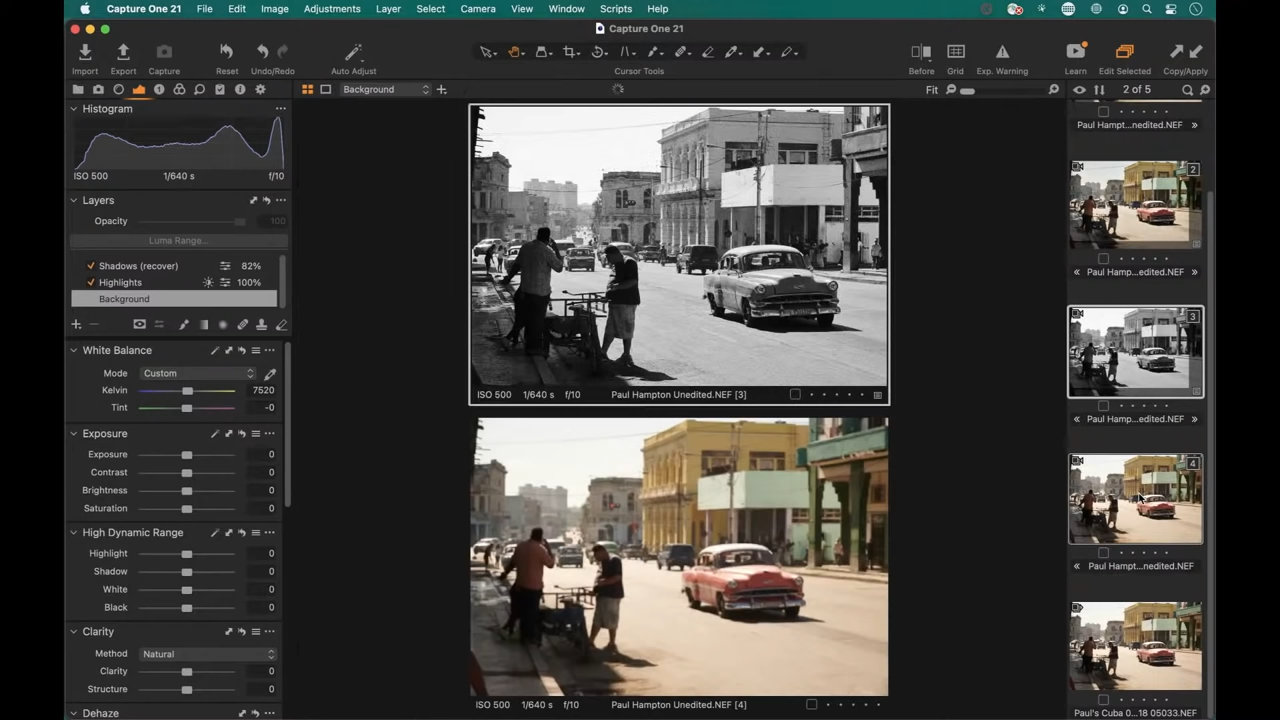 Capture One 21 File Edit Image Adjustments Layer Select Camera View Window Scripts Help
Capture One 21
Import Export Capture Reset Undo/Redo Auto Adjust Cursor Tools Before Grid Exp. Warning Learn Edit Selected Copy/Apply
Background Fit 2 of 5
Histogram
ISO 500 1/640 s f/10
Layers
Opacity 100
Luma Range...
Shadows (recover) 82%
Highlights 100%
Background
White Balance
Mode Custom
Kelvin 7520
Tint -0
Exposure
Exposure 0
Contrast 0
Brightness 0
Saturation 0
High Dynamic Range
Highlight 0
Shadow 0
White 0
Black 0
Clarity
Method Natural
Clarity 0
Structure 0
Dehaze
ISO 500 1/640 s f/10 Paul Hampton Unedited.NEF [3]
ISO 500 1/640 s f/10 Paul Hampton Unedited.NEF [4]
Paul Hampt...nedited.NEF
2
Paul Hamp...edited.NEF
3
Paul Hamp...edited.NEF
4
Paul Hampt...nedited.NEF
Paul's Cuba 0...18 05033.NEF